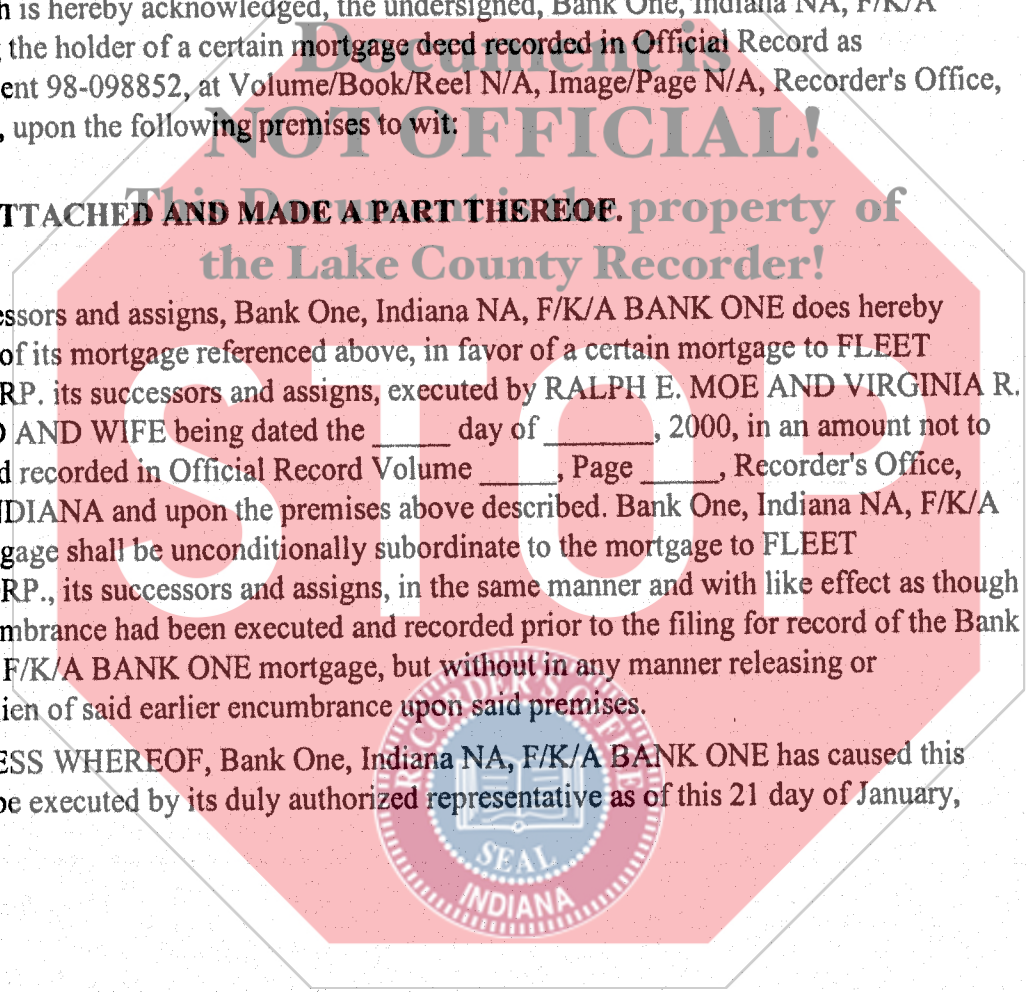 h is hereby acknowledged, the undersigned, Bank One, Indiana NA, F/K/A
the holder of a certain mortgage deed recorded in Official Record as
Document is
ent 98-098852, at Volume/Book/Reel N/A, Image/Page N/A, Recorder's Office,
, upon the following premises to wit:
NOT OFFICIAL!
This Document is the property of
TTACHED AND MADE A PART THEREOF.
the Lake County Recorder!
essors and assigns, Bank One, Indiana NA, F/K/A BANK ONE does hereby
of its mortgage referenced above, in favor of a certain mortgage to FLEET
RP. its successors and assigns, executed by RALPH E. MOE AND VIRGINIA R.
AND WIFE being dated the _____ day of _______, 2000, in an amount not to
d recorded in Official Record Volume _____, Page _____, Recorder's Office,
NDIANA and upon the premises above described. Bank One, Indiana NA, F/K/A
gage shall be unconditionally subordinate to the mortgage to FLEET
RP., its successors and assigns, in the same manner and with like effect as though
mbrance had been executed and recorded prior to the filing for record of the Bank
F/K/A BANK ONE mortgage, but without in any manner releasing or
ien of said earlier encumbrance upon said premises.
ESS WHEREOF, Bank One, Indiana NA, F/K/A BANK ONE has caused this
be executed by its duly authorized representative as of this 21 day of January,
STOP
RECORDER'S OFFICE
SEAL
INDIANA